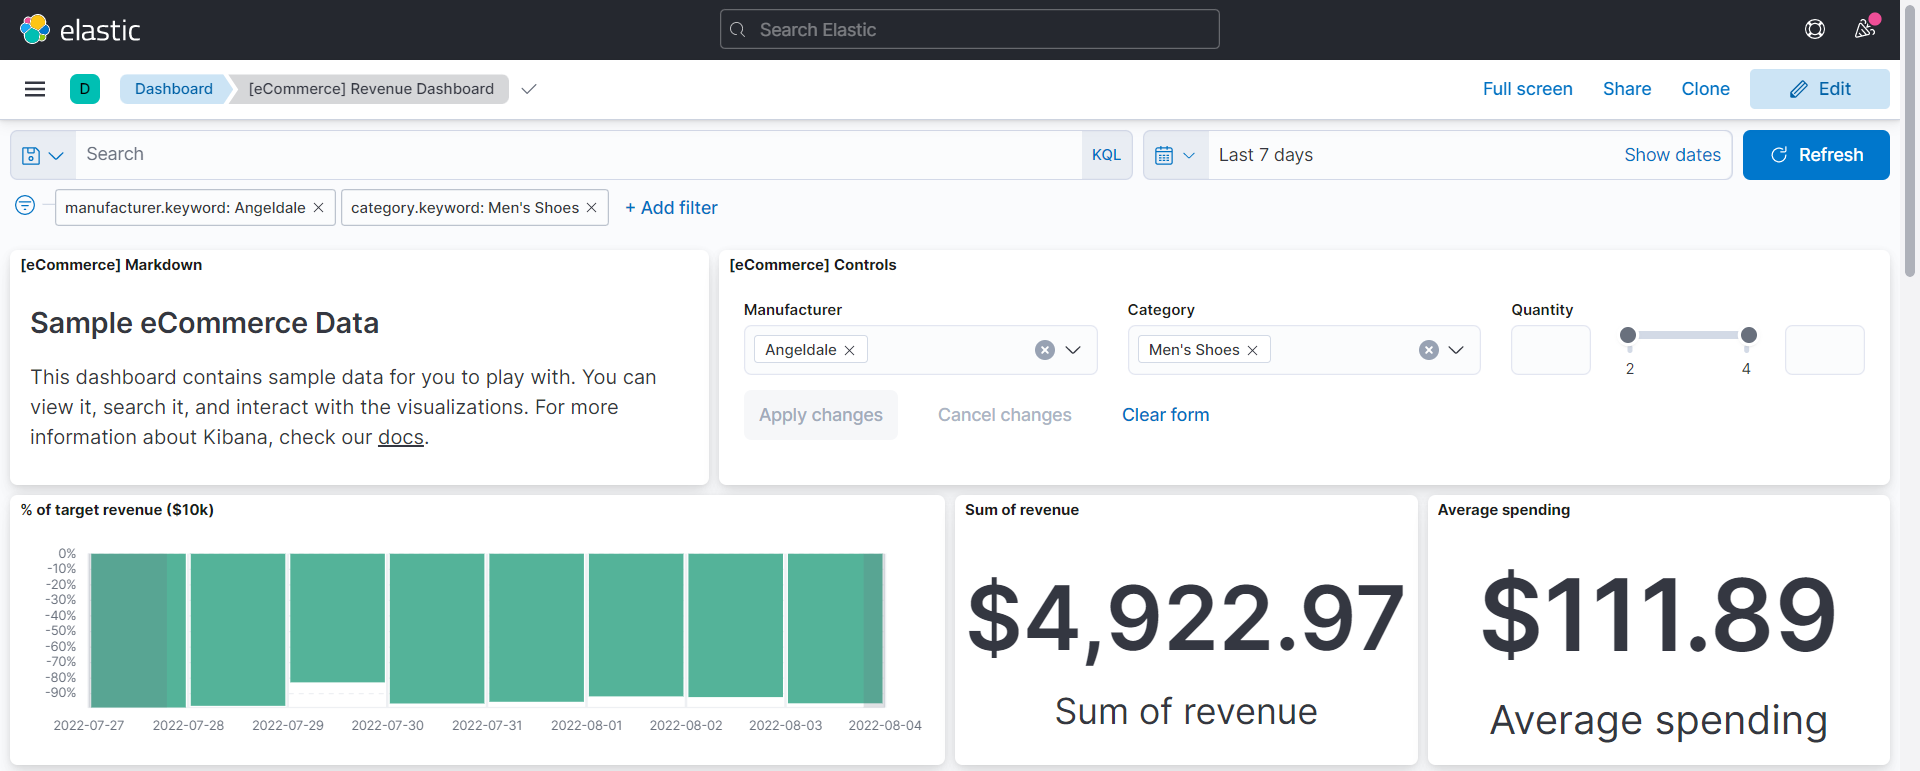 elastic
Search Elastic
D
Dashboard
[eCommerce] Revenue Dashboard
Full screen
Share
Clone
Edit
Search
KQL
Last 7 days
Show dates
Refresh
manufacturer.keyword: Angeldale
category.keyword: Men's Shoes
+ Add filter
[eCommerce] Markdown
Sample eCommerce Data
This dashboard contains sample data for you to play with. You can
view it, search it, and interact with the visualizations. For more
information about Kibana, check our docs.
[eCommerce] Controls
Manufacturer
Category
Quantity
Angeldale
Men's Shoes
2
4
Apply changes
Cancel changes
Clear form
% of target revenue ($10k)
0%
-10%
-20%
-30%
-40%
-50%
-60%
-70%
-80%
-90%
2022-07-27
2022-07-28
2022-07-29
2022-07-30
2022-07-31
2022-08-01
2022-08-02
2022-08-03
2022-08-04
Sum of revenue
$4,922.97
Sum of revenue
Average spending
$111.89
Average spending